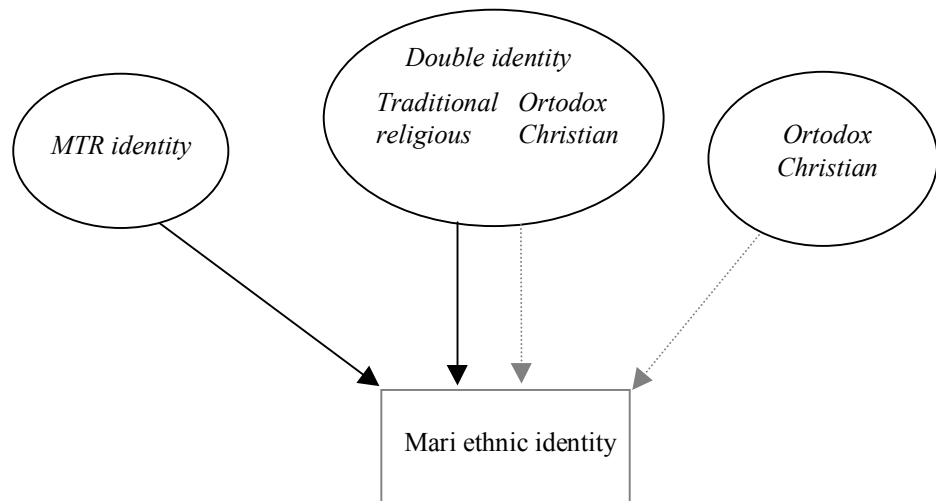 MTR identity
Double identity
Traditional religious
Ortodox Christian
Ortodox
Christian
Mari ethnic identity